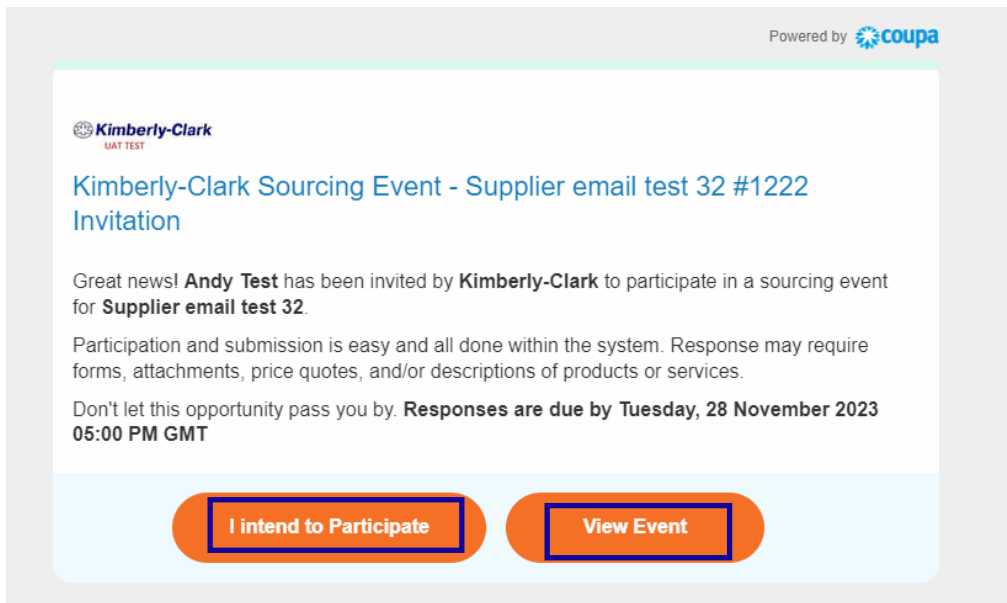 Powered by coupa
Kimberly-Clark
UAT TEST
Kimberly-Clark Sourcing Event - Supplier email test 32 #1222
Invitation
Great news! Andy Test has been invited by Kimberly-Clark to participate in a sourcing event
for Supplier email test 32.
Participation and submission is easy and all done within the system. Response may require
forms, attachments, price quotes, and/or descriptions of products or services.
Don't let this opportunity pass you by. Responses are due by Tuesday, 28 November 2023
05:00 PM GMT
I intend to Participate
View Event